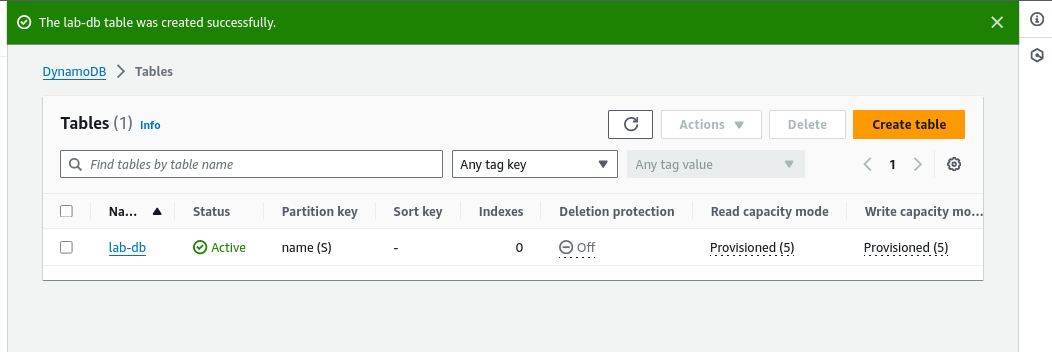 The lab-db table was created successfully.
DynamoDB > Tables
Tables (1) Info
Actions Delete Create table
Find tables by table name Any tag key Any tag value 1
Na... Status Partition key Sort key Indexes Deletion protection Read capacity mode Write capacity mo...
lab-db Active name (S) - 0 Off Provisioned (5) Provisioned (5)